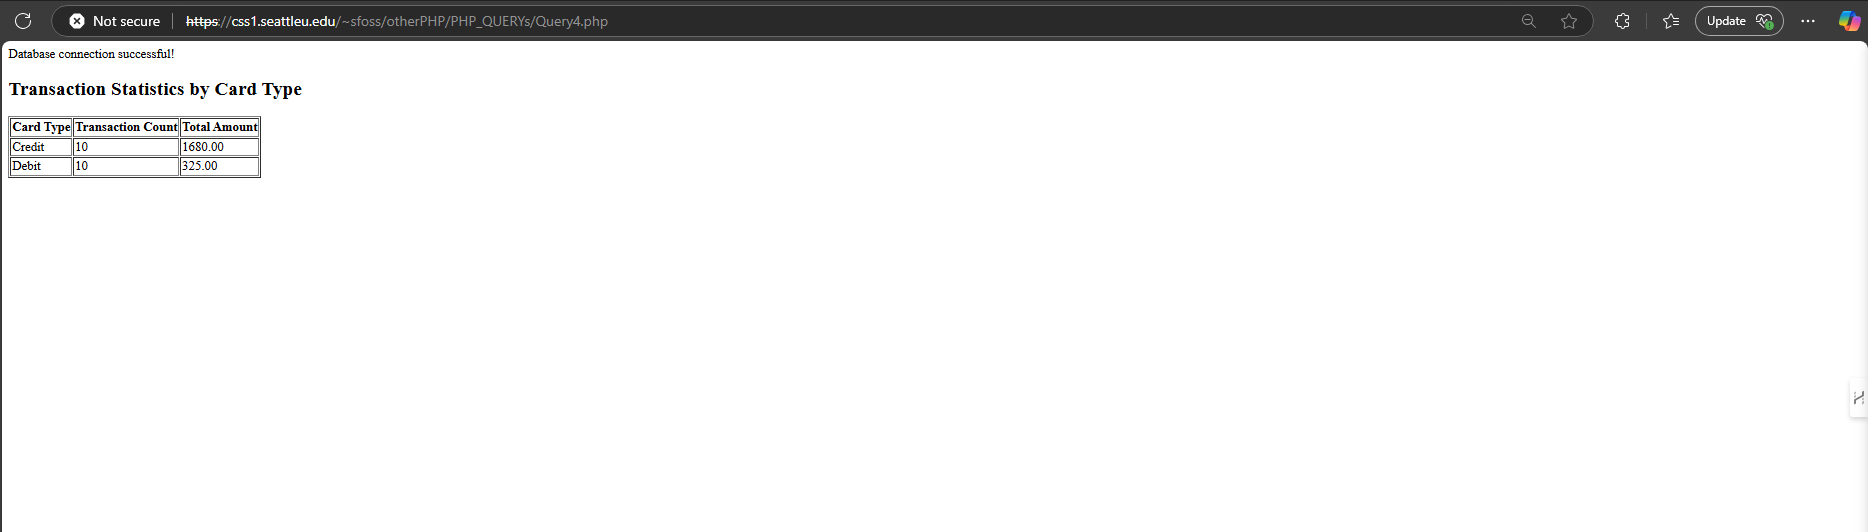 Not secure https://css1.seattleu.edu/~sfoss/otherPHP/PHP_QUERYs/Query4.php Update
Database connection successful!
Transaction Statistics by Card Type
Card Type Transaction Count Total Amount
Credit 10 1680.00
Debit 10 325.00